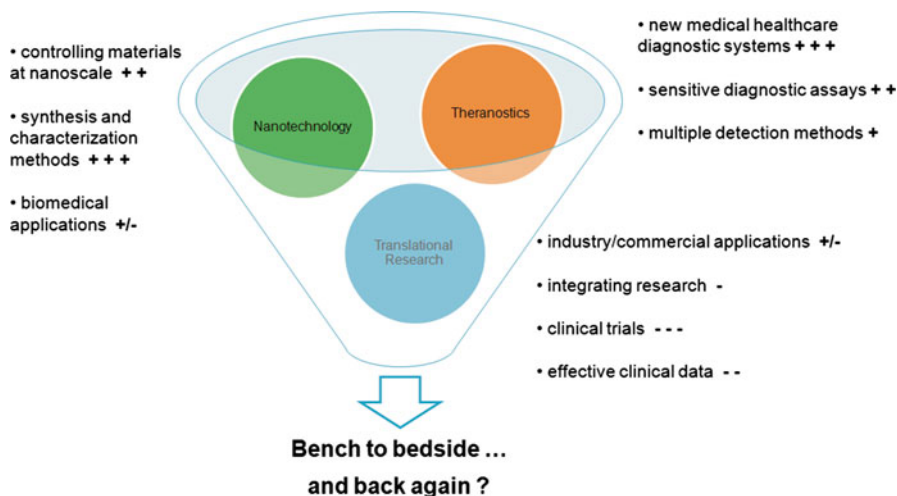 • controlling materials
at nanoscale + +
• synthesis and
characterization
methods + + +
• biomedical
applications +/-
Nanotechnology
Theranostics
• new medical healthcare
diagnostic systems + + +
• sensitive diagnostic assays + +
• multiple detection methods +
Translational
Research
• industry/commercial applications +/-
• integrating research -
• clinical trials - - -
• effective clinical data - -
Bench to bedside ...
and back again ?